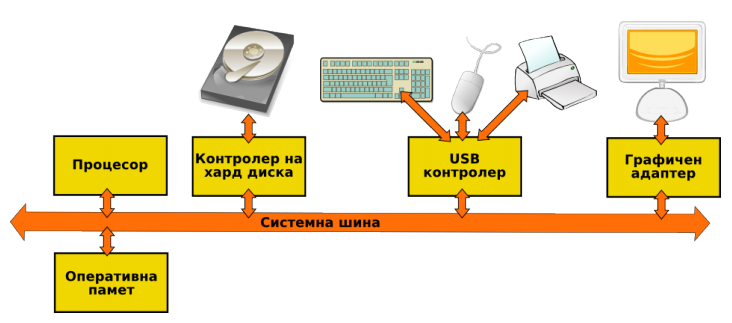 Процесор
Контролер на
хард диска
USB
контролер
Графичен
адаптер
Системна шина
Оперативна
памет